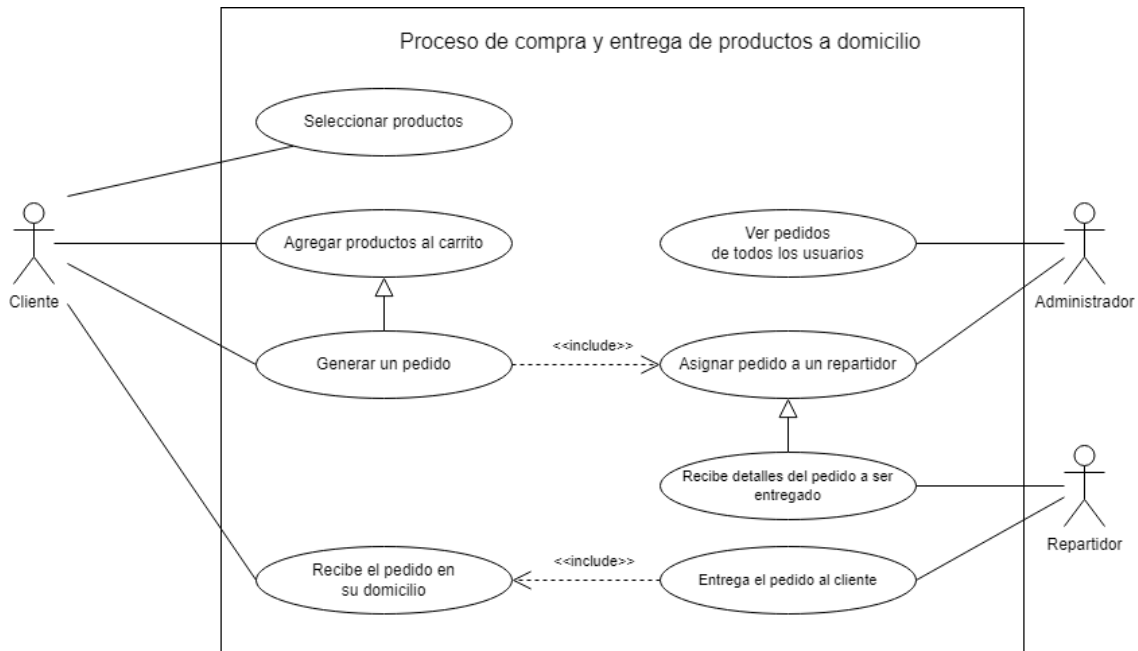 Proceso de compra y entrega de productos a domicilio
Seleccionar productos
Agregar productos al carrito
Ver pedidos
de todos los usuarios
Cliente
Administrador
Generar un pedido
<<include>>
Asignar pedido a un repartidor
Recibe detalles del pedido a ser
entregado
Repartidor
Recibe el pedido en
su domicilio
<<include>>
Entrega el pedido al cliente